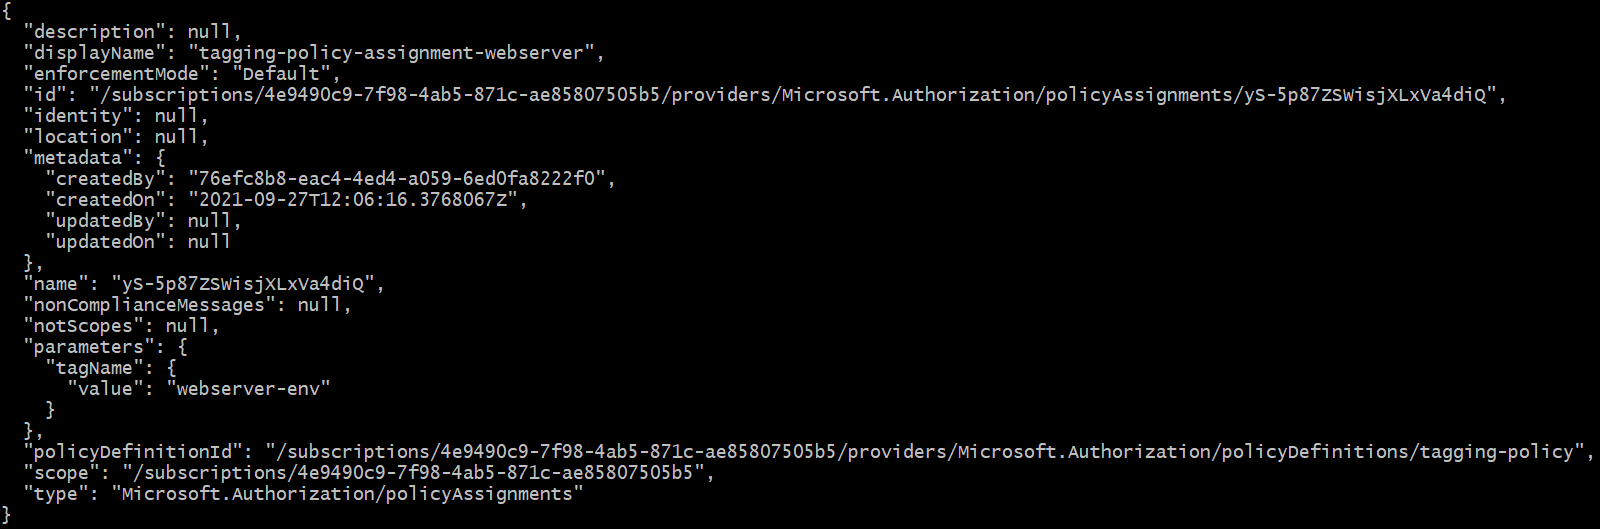 {
  "description": null,
  "displayName": "tagging-policy-assignment-webserver",
  "enforcementMode": "Default",
  "id": "/subscriptions/4e9490c9-7f98-4ab5-871c-ae85807505b5/providers/Microsoft.Authorization/policyAssignments/yS-5p87ZSWisjXLxVa4diQ",
  "identity": null,
  "location": null,
  "metadata": {
    "createdBy": "76efc8b8-eac4-4ed4-a059-6ed0fa8222f0",
    "createdOn": "2021-09-27T12:06:16.3768067Z",
    "updatedBy": null,
    "updatedOn": null
  },
  "name": "yS-5p87ZSWisjXLxVa4diQ",
  "nonComplianceMessages": null,
  "notScopes": null,
  "parameters": {
    "tagName": {
      "value": "webserver-env"
    }
  },
  "policyDefinitionId": "/subscriptions/4e9490c9-7f98-4ab5-871c-ae85807505b5/providers/Microsoft.Authorization/policyDefinitions/tagging-policy",
  "scope": "/subscriptions/4e9490c9-7f98-4ab5-871c-ae85807505b5",
  "type": "Microsoft.Authorization/policyAssignments"
}